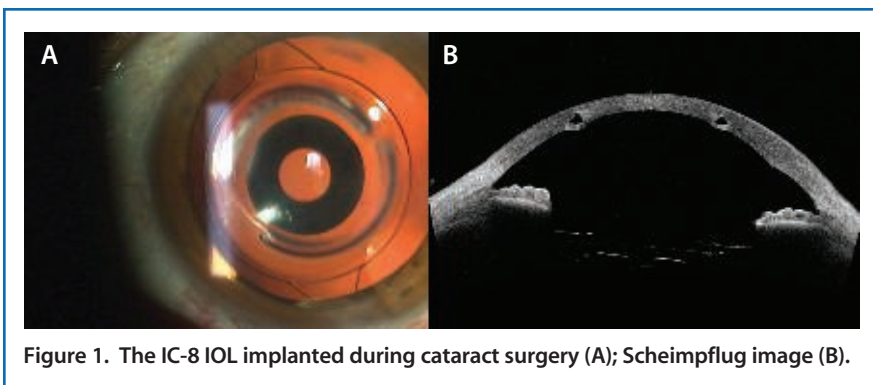 A
B
Figure 1. The IC-8 IOL implanted during cataract surgery (A); Scheimpflug image (B).